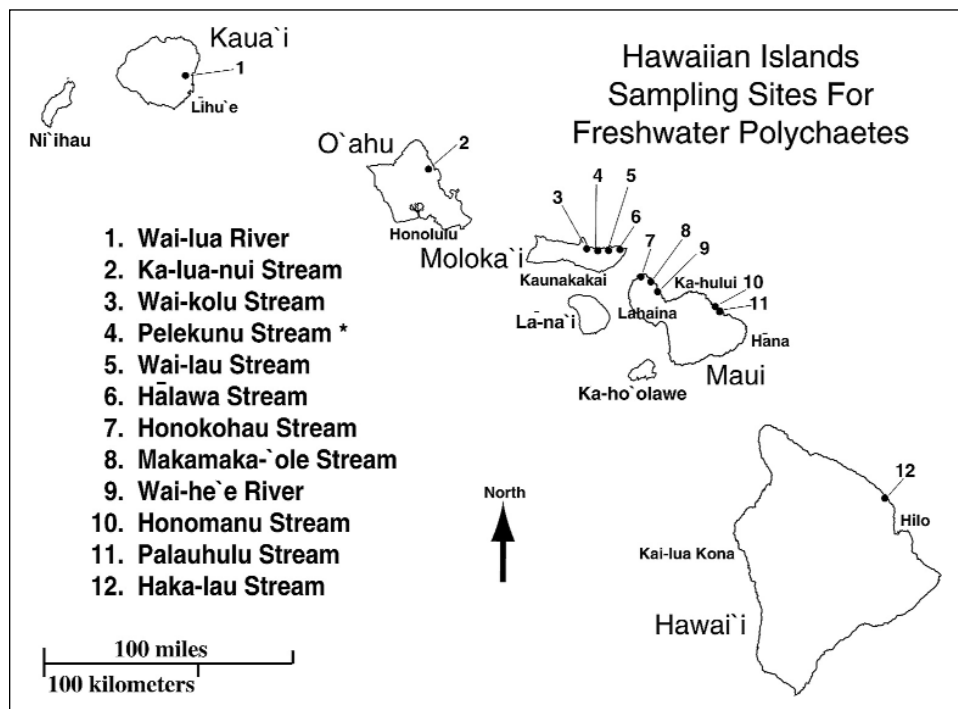 Hawaiian Islands
Sampling Sites For
Freshwater Polychaetes
Kaua`i
1
Līhu`e
Ni`ihau
O`ahu
2
Honolulu
3
4
5
6
Moloka`i
Kaunakakai
7
8
9
10
11
Ka-hului
Lahaina
Lā-na`i
Hāna
Maui
Ka-ho`olawe
12
Hilo
Kai-lua Kona
Hawai`i
North
1. Wai-lua River
2. Ka-lua-nui Stream
3. Wai-kolu Stream
4. Pelekunu Stream *
5. Wai-lau Stream
6. Hālawa Stream
7. Honokohau Stream
8. Makamaka-`ole Stream
9. Wai-he`e River
10. Honomanu Stream
11. Palauhulu Stream
12. Haka-lau Stream
100 miles
100 kilometers